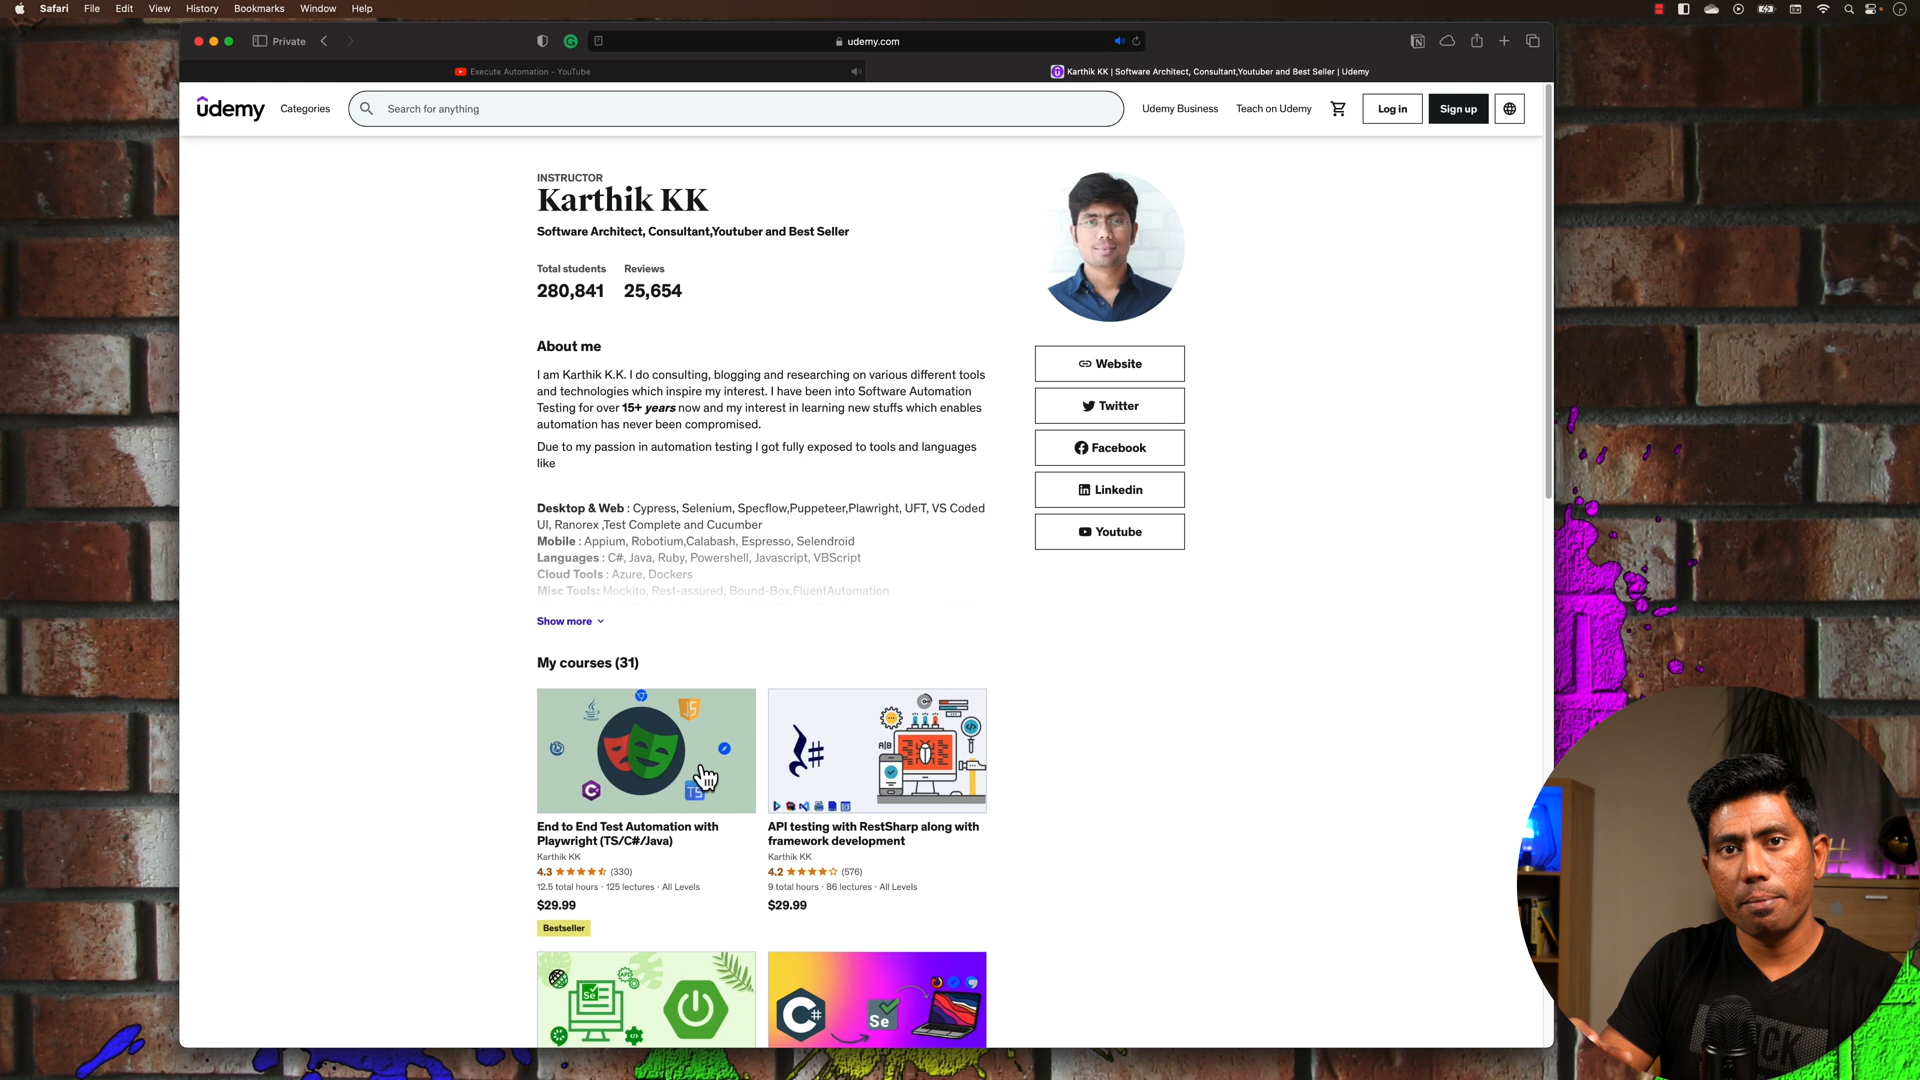 Safari File Edit View History Bookmarks Window Help
Private
udemy.com
Execute Automation - YouTube
Karthik KK | Software Architect, Consultant,Youtuber and Best Seller | Udemy
udemy
Categories
Search for anything
Udemy Business
Teach on Udemy
Log in
Sign up
INSTRUCTOR
Karthik KK
Software Architect, Consultant,Youtuber and Best Seller
Total students Reviews
280,841 25,654
About me
I am Karthik K.K. I do consulting, blogging and researching on various different tools
and technologies which inspire my interest. I have been into Software Automation
Testing for over 15+ years now and my interest in learning new stuffs which enables
automation has never been compromised.
Due to my passion in automation testing I got fully exposed to tools and languages
like
Desktop & Web : Cypress, Selenium, Specflow,Puppeteer,Plawright, UFT, VS Coded
UI, Ranorex ,Test Complete and Cucumber
Mobile : Appium, Robotium,Calabash, Espresso, Selendroid
Languages : C#, Java, Ruby, Powershell, Javascript, VBScript
Cloud Tools : Azure, Dockers
Misc Tools: Mockito, Rest-assured, Bound-Box,FluentAutomation
Show more
Website
Twitter
Facebook
Linkedin
Youtube
My courses (31)
JS
TS
A|B
End to End Test Automation with
Playwright (TS/C#/Java)
Karthik KK
4.3 (330)
12.5 total hours · 125 lectures · All Levels
$29.99
Bestseller
API testing with RestSharp along with
framework development
Karthik KK
4.2 (576)
9 total hours · 86 lectures · All Levels
$29.99
Se
API
C#
Se